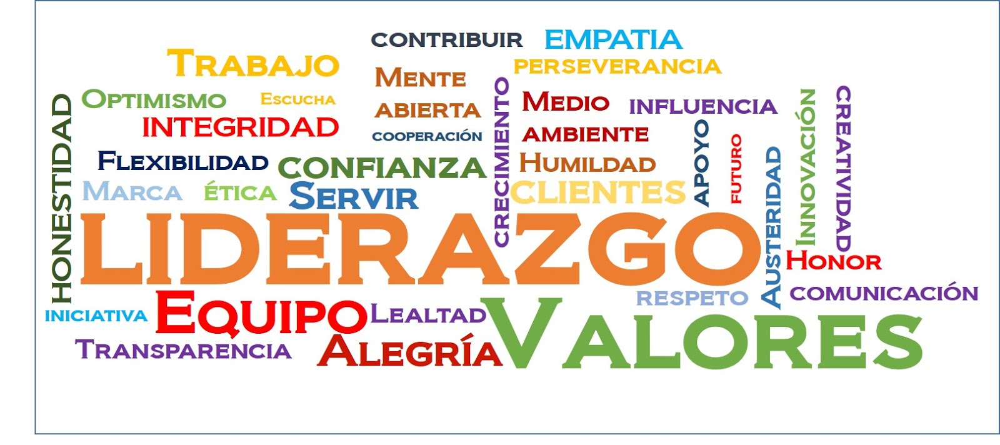 CONTRIBUIR
EMPATIA
TRABAJO
PERSEVERANCIA
MENTE
ABIERTA
OPTIMISMO
ESCUCHA
MEDIO
AMBIENTE
INFLUENCIA
INTEGRIDAD
COOPERACIÓN
HONESTIDAD
CRECIMIENTO
APOYO
FUTURO
AUSTERIDAD
INNOVACIÓN
CREATIVIDAD
FLEXIBILIDAD
CONFIANZA
HUMILDAD
MARCA
ÉTICA
SERVIR
CLIENTES
LIDERAZGO
HONOR
RESPETO
COMUNICACIÓN
INICIATIVA
EQUIPO
LEALTAD
VALORES
TRANSPARENCIA
ALEGRÍA